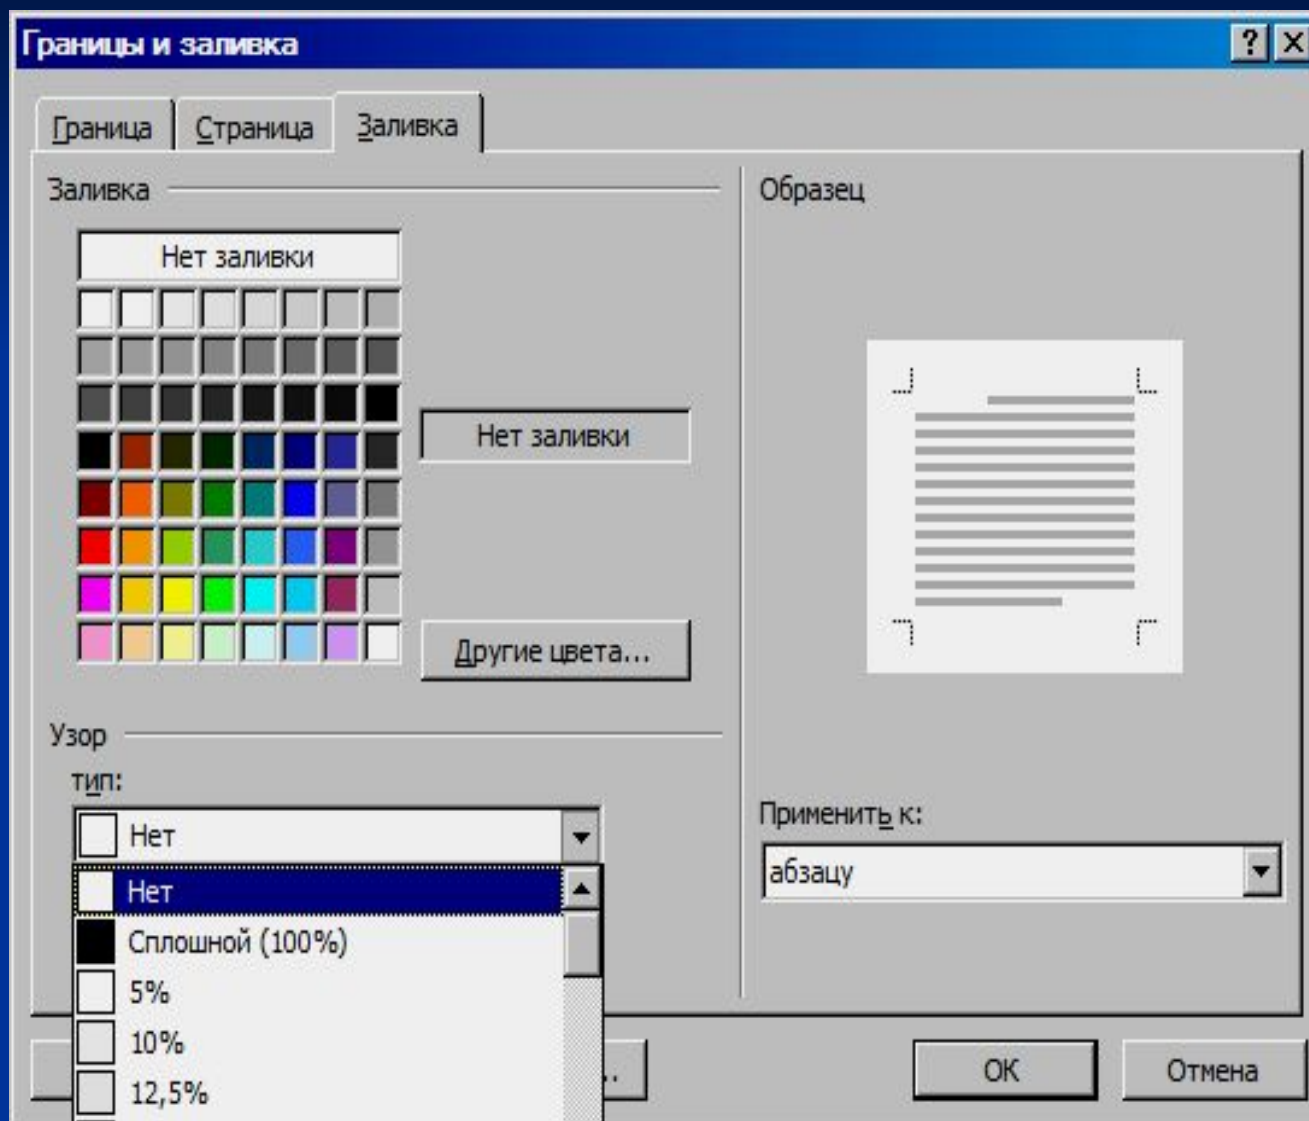 Границы и заливка
Граница
Страница
Заливка
Заливка
Нет заливки
Нет заливки
Другие цвета...
Узор
тип:
Нет
Нет
Сплошной (100%)
5%
10%
12,5%
Образец
Применить к:
абзацу
ОК
Отмена